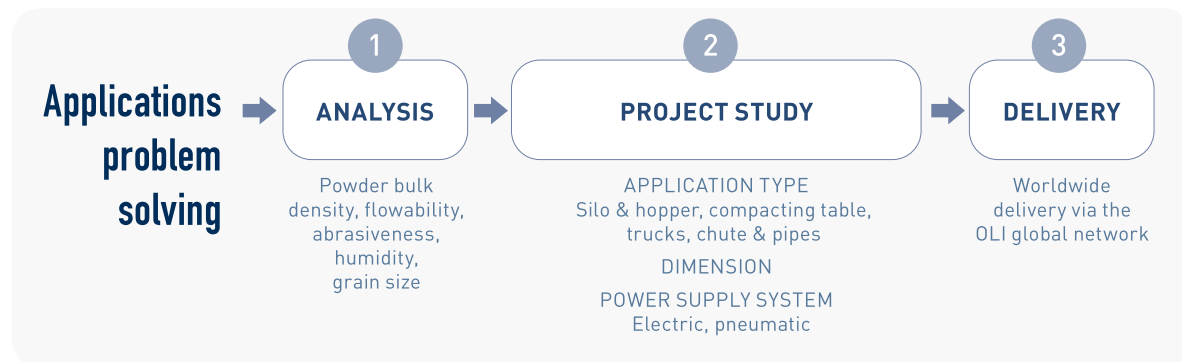 Applications
problem
solving
1
ANALYSIS
Powder bulk
density, flowability,
abrasiveness,
humidity,
grain size
2
PROJECT STUDY
APPLICATION TYPE
Silo & hopper, compacting table,
trucks, chute & pipes
DIMENSION
POWER SUPPLY SYSTEM
Electric, pneumatic
3
DELIVERY
Worldwide
delivery via the
OLI global network